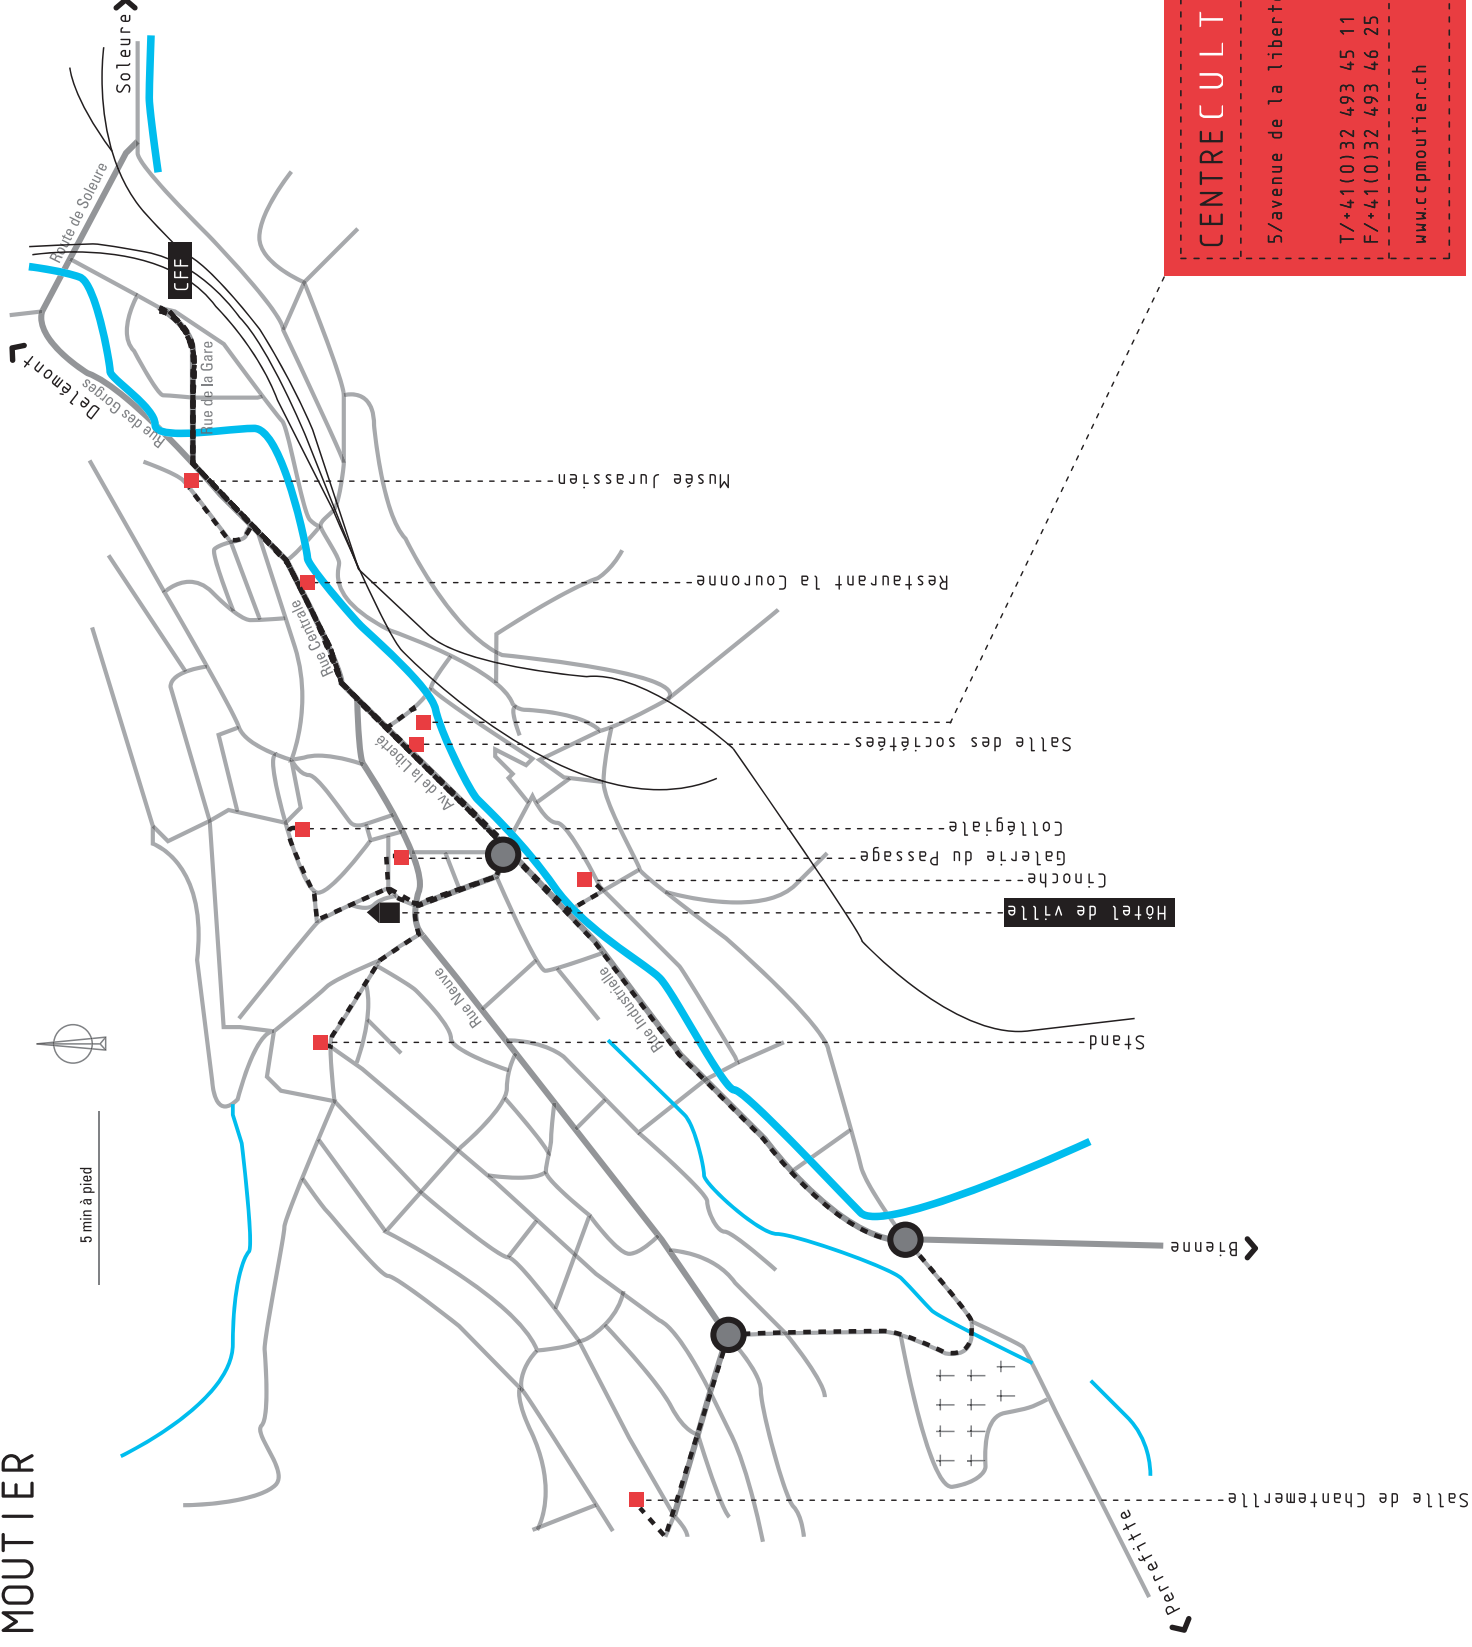 MOUTIER
5 min à pied
Soleure
Route de Soleure
CFF
Delémont
Rue des Gorges
Rue de la Gare
Musée Jurassien
Restaurant la Couronne
Rue Centrale
Av. de la Liberté
Salle des sociétées
Collégiale
Galerie du Passage
Cinoche
Hôtel de ville
Rue Neuve
Rue Industrielle
Stand
Bienne
Salle de Chantemerlle
Perrefitte
CENTRECULT
5/avenue de la libert
T/+41(0)32 493 45 11
F/+41(0)32 493 46 25
www.ccpmoutier.ch